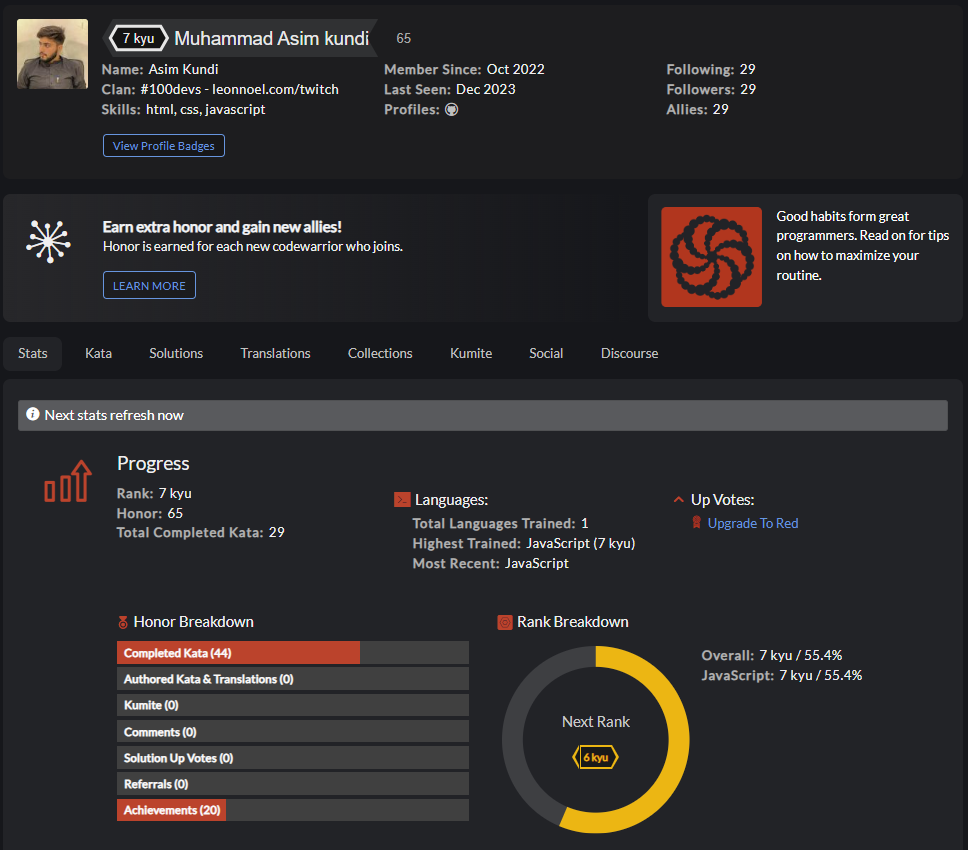 7 kyu Muhammad Asim kundi 65
Name: Asim Kundi
Clan: #100devs - leonnoel.com/twitch
Skills: html, css, javascript
Member Since: Oct 2022
Last Seen: Dec 2023
Profiles:
Following: 29
Followers: 29
Allies: 29
View Profile Badges
Earn extra honor and gain new allies!
Honor is earned for each new codewarrior who joins.
LEARN MORE
Good habits form great
programmers. Read on for tips
on how to maximize your
routine.
Stats Kata Solutions Translations Collections Kumite Social Discourse
Next stats refresh now
Progress
Rank: 7 kyu
Honor: 65
Total Completed Kata: 29
Languages:
Total Languages Trained: 1
Highest Trained: JavaScript (7 kyu)
Most Recent: JavaScript
Up Votes:
Upgrade To Red
Honor Breakdown
Completed Kata (44)
Authored Kata & Translations (0)
Kumite (0)
Comments (0)
Solution Up Votes (0)
Referrals (0)
Achievements (20)
Rank Breakdown
Next Rank
6 kyu
Overall: 7 kyu / 55.4%
JavaScript: 7 kyu / 55.4%